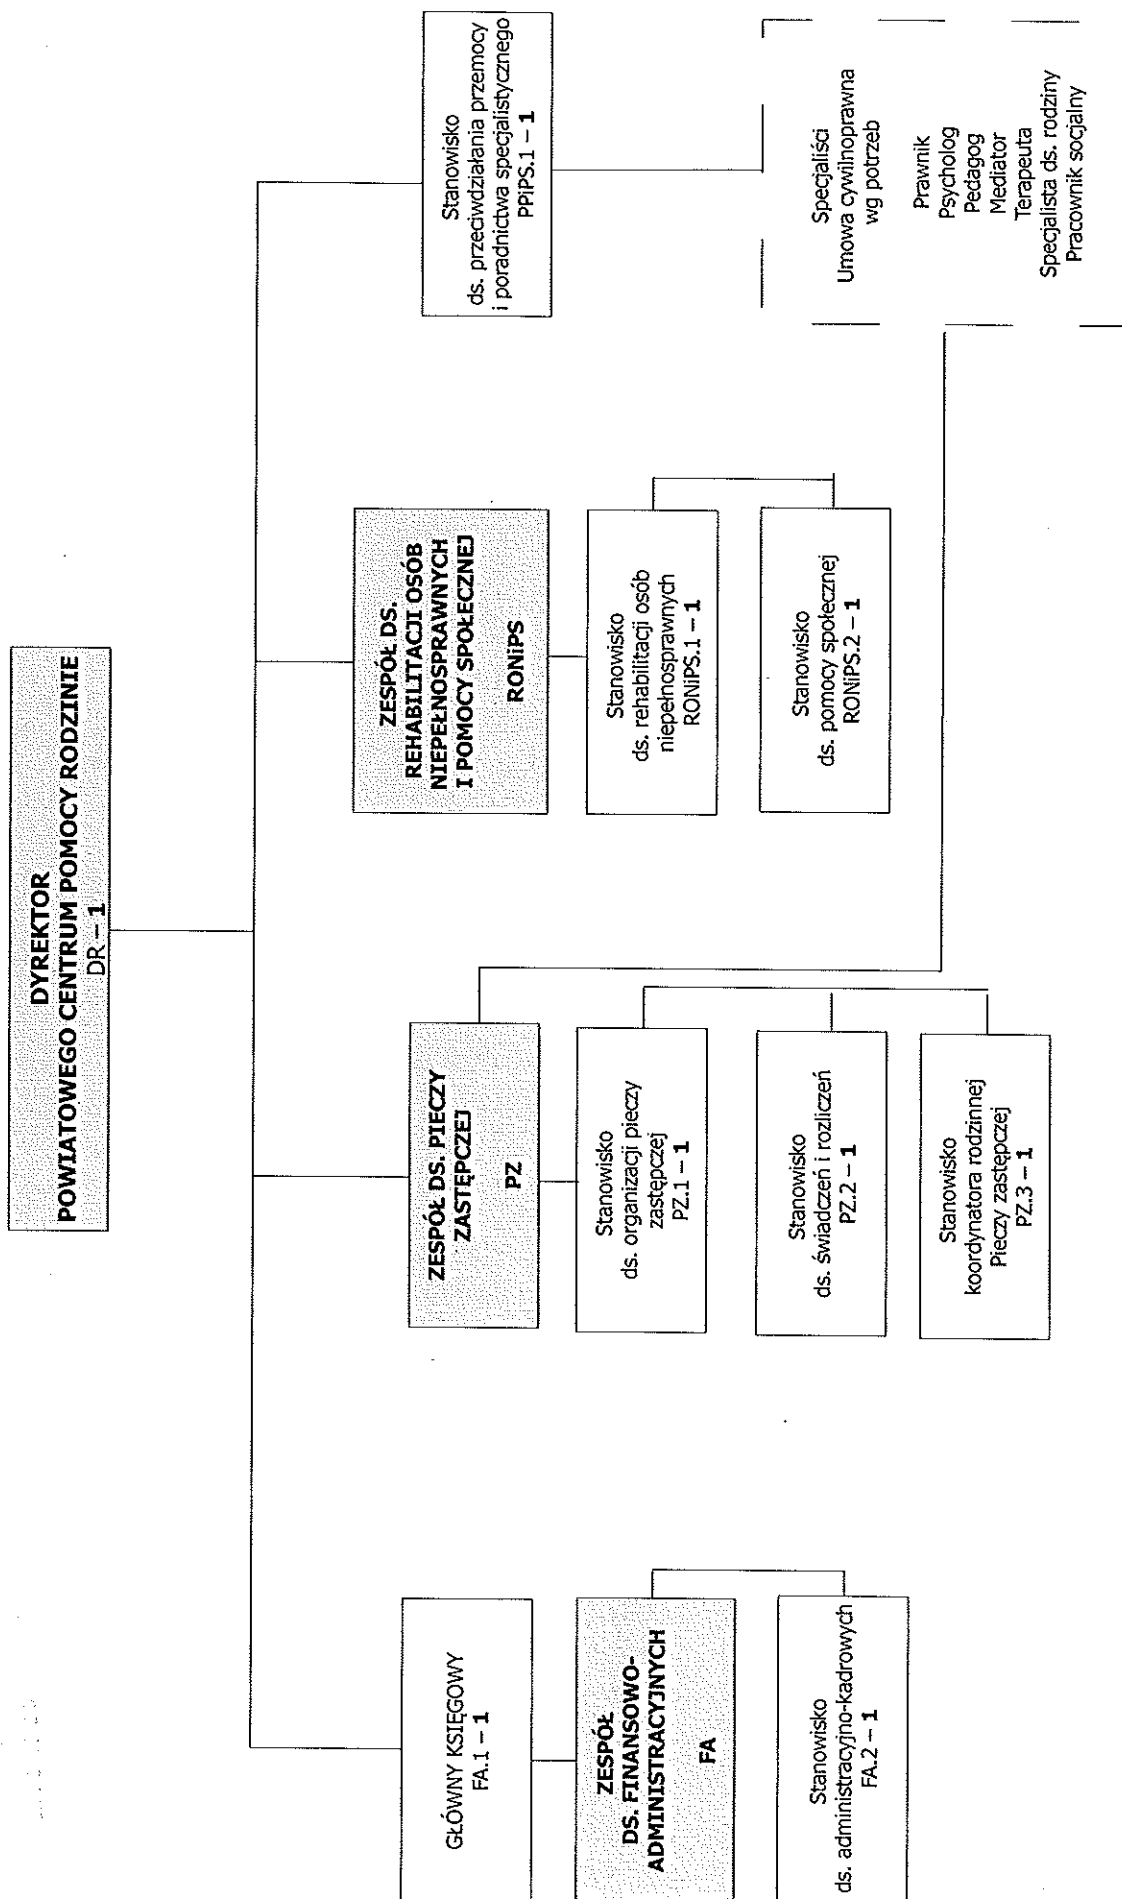 DYREKTOR
POWIATOWEGO CENTRUM POMOCY RODZINIE
DR – 1
GŁÓWNY KSIĘGOWY
FA.1 – 1
ZESPÓŁ
DS. FINANSOWO-
ADMINISTRACYJNYCH
FA
Stanowisko
ds. administracyjno-kadrowych
FA.2 – 1
ZESPÓŁ DS. PIECZY
ZASTĘPCZEJ
PZ
Stanowisko
ds. organizacji pieczy
zastępczej
PZ.1 – 1
Stanowisko
ds. świadczeń i rozliczeń
PZ.2 – 1
Stanowisko
koordynatora rodzinnej
Pieczy zastępczej
PZ.3 – 1
ZESPÓŁ DS.
REHABILITACJI OSÓB
NIEPEŁNOSPRAWNYCH
I POMOCY SPOŁECZNEJ
RONiPS
Stanowisko
ds. rehabilitacji osób
niepełnosprawnych
RONiPS.1 – 1
Stanowisko
ds. pomocy społecznej
RONiPS.2 – 1
Stanowisko
ds. przeciwdziałania przemocy
i poradnictwa specjalistycznego
PPiPS.1 – 1
Specjaliści
Umowa cywilnoprawna
wg potrzeb
Prawnik
Psycholog
Pedagog
Mediator
Terapeuta
Specjalista ds. rodziny
Pracownik socjalny